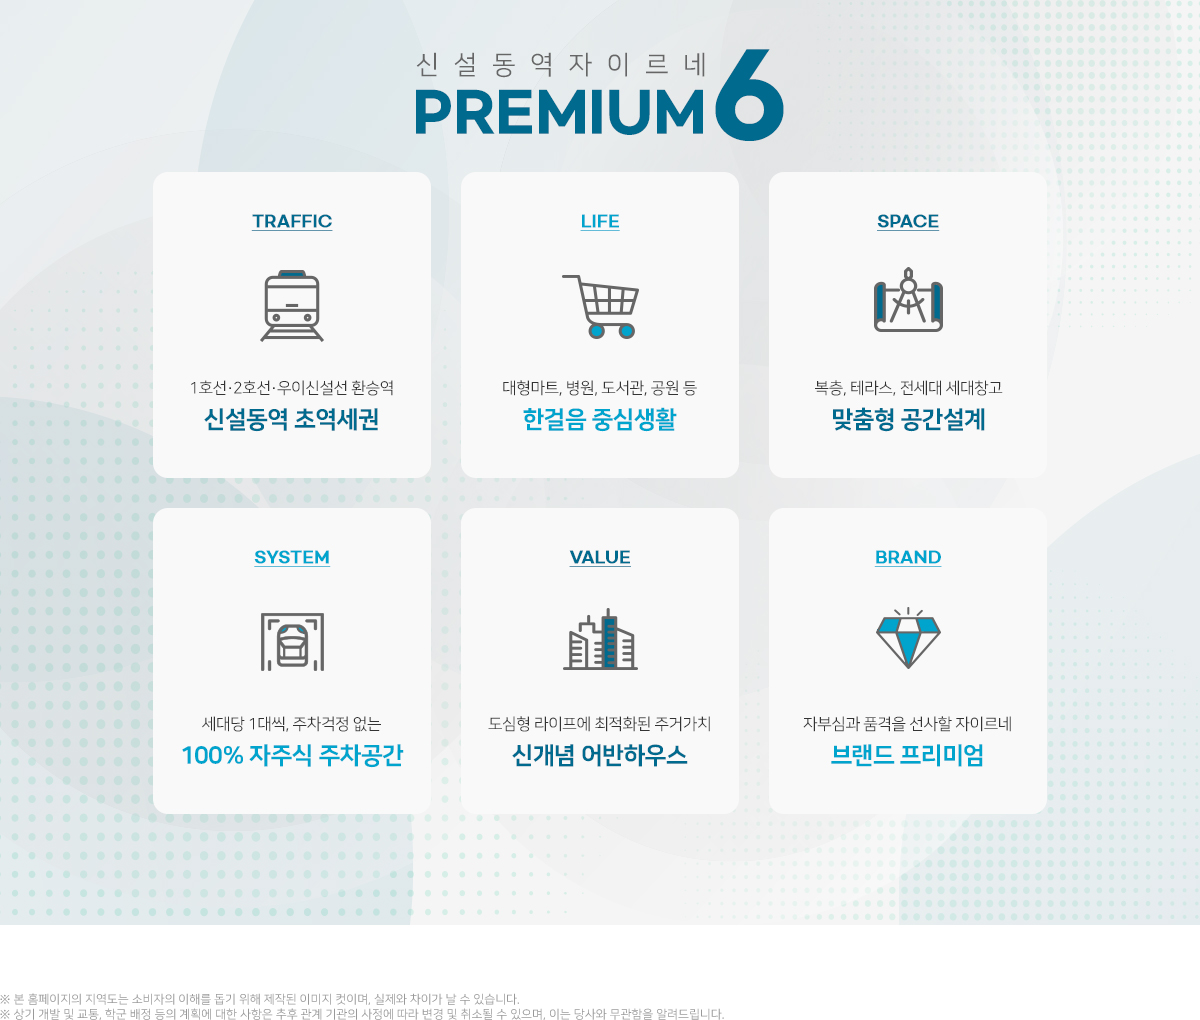 신설동역자이르네
PREMIUM 6
TRAFFIC
1호선·2호선·우이신설선 환승역
신설동역 초역세권
LIFE
대형마트, 병원, 도서관, 공원 등
한걸음 중심생활
SPACE
복층, 테라스, 전세대 세대창고
맞춤형 공간설계
SYSTEM
세대당 1대씩, 주차걱정 없는
100% 자주식 주차공간
VALUE
도심형 라이프에 최적화된 주거가치
신개념 어반하우스
BRAND
자부심과 품격을 선사할 자이르네
브랜드 프리미엄
※ 본 홈페이지의 지역도는 소비자의 이해를 돕기 위해 제작된 이미지 컷이며, 실제와 차이가 날 수 있습니다.
※ 상기 개발 및 교통, 학군 배정 등의 계획에 대한 사항은 추후 관계 기관의 사정에 따라 변경 및 취소될 수 있으며, 이는 당사와 무관함을 알려드립니다.